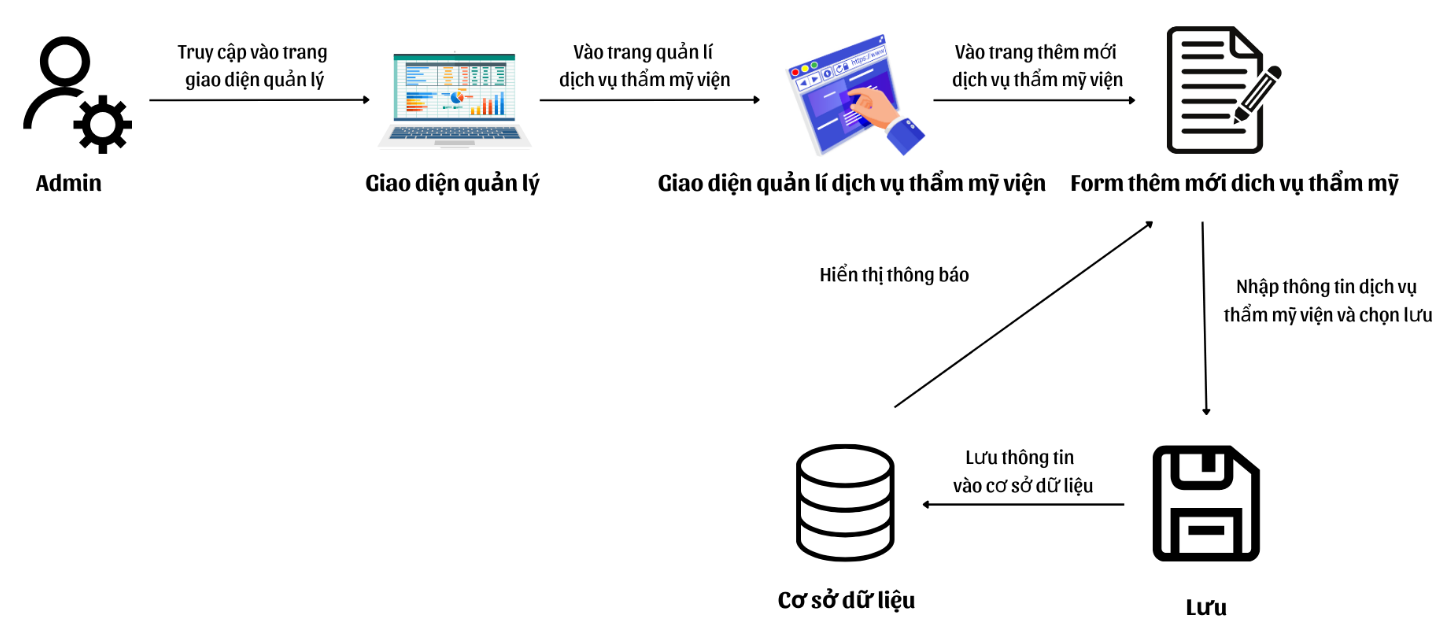 Truy cập vào trang
giao diện quản lý
Vào trang quản lí
dịch vụ thẩm mỹ viện
Vào trang thêm mới
dịch vụ thẩm mỹ viện
https://www
Admin
Giao diện quản lý
Giao diện quản lí dịch vụ thẩm mỹ viện
Form thêm mới dich vụ thẩm mỹ
Hiển thị thông báo
Nhập thông tin dịch vụ
thẩm mỹ viện và chọn lưu
Lưu thông tin
vào cơ sở dữ liệu
Cơ sở dữ liệu
Lưu